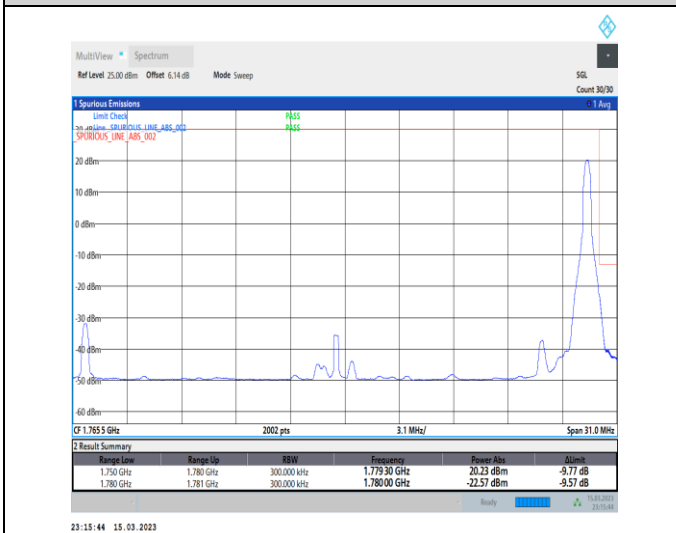 MultiView Spectrum
Ref Level 25.00 dBm Offset 6.14 dB Mode Sweep SGL
Count 30/30
1 Spurious Emissions 1 Avg
Limit Check PASS
Line _SPURIOUS_LINE_ABS_002 PASS
_SPURIOUS_LINE_ABS_002
20 dBm
10 dBm
0 dBm
-10 dBm
-20 dBm
-30 dBm
-40 dBm
-50 dBm
-60 dBm
CF 1.7655 GHz 2002 pts 3.1 MHz/ Span 31.0 MHz
2 Result Summary
Range Low Range Up RBW Frequency Power Abs ΔLimit
1.750 GHz 1.780 GHz 300.000 kHz 1.77930 GHz 20.23 dBm -9.77 dB
1.780 GHz 1.781 GHz 300.000 kHz 1.78000 GHz -22.57 dBm -9.57 dB
Ready 15.03.2023
23:15:44
23:15:44 15.03.2023